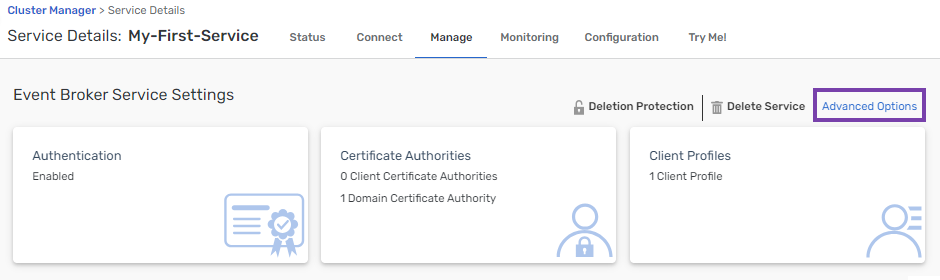 Cluster Manager > Service Details
Service Details: My-First-Service Status Connect Manage Monitoring Configuration Try Me!
Event Broker Service Settings
Deletion Protection Delete Service Advanced Options
Authentication
Enabled
Certificate Authorities
0 Client Certificate Authorities
1 Domain Certificate Authority
Client Profiles
1 Client Profile